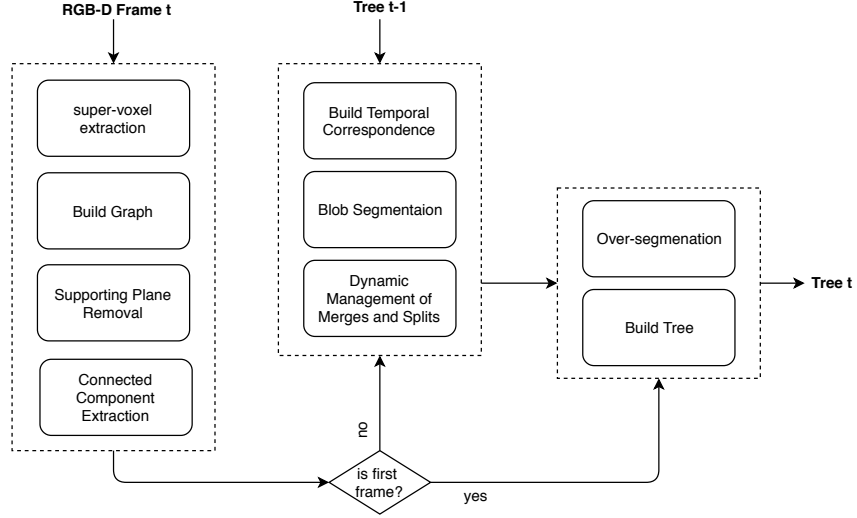 RGB-D Frame t
super-voxel
extraction
Build Graph
Supporting Plane
Removal
Connected
Component
Extraction
Tree t-1
Build Temporal
Correspondence
Blob Segmentaion
Dynamic
Management of
Merges and Splits
no
is first
frame?
yes
Over-segmenation
Build Tree
Tree t